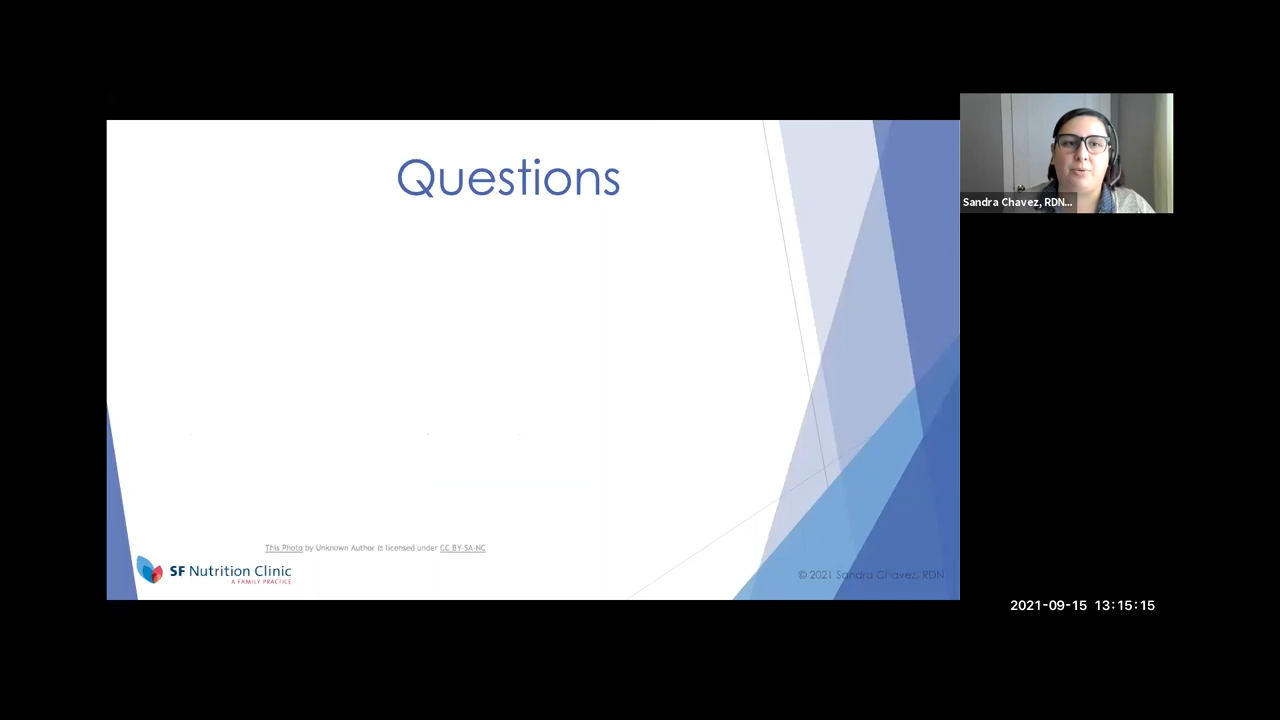 Questions
Sandra Chavez, RDN...
This Photo by Unknown Author is licensed under CC BY-SA-NC
SF Nutrition Clinic
A FAMILY PRACTICE
© 2021 Sandra Chavez, RDN
2021-09-15 13:15:15